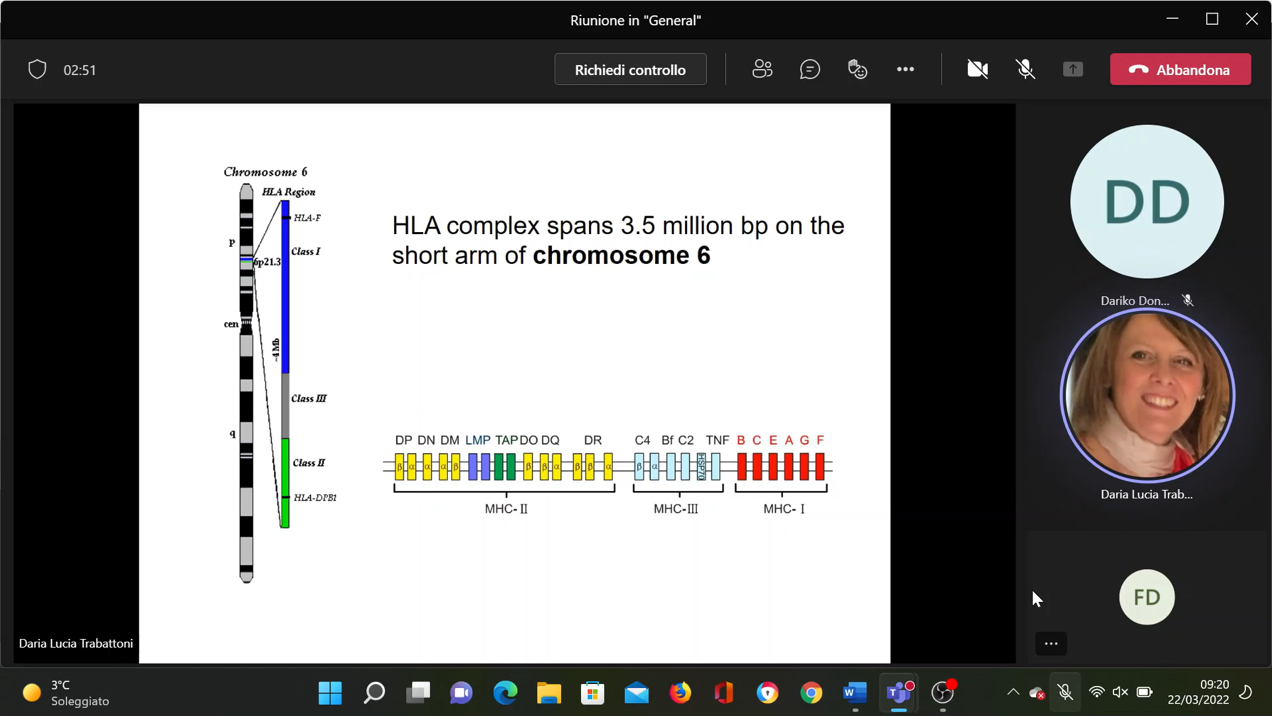 Riunione in "General"
02:51
Richiedi controllo
Abbandona
Chromosome 6
HLA Region
HLA-F
p
Class I
6p21.3
HLA complex spans 3.5 million bp on the
short arm of chromosome 6
cen
~4 Mb
Class III
q
Class II
HLA-DPB1
DP DN DM LMP TAP DO DQ DR C4 Bf C2 TNF B C E A G F
β α α α β β β α β β α β α HSP70
MHC-II MHC-III MHC-I
DD
Dariko Don...
Daria Lucia Trab...
FD
Daria Lucia Trabattoni
3°C
Soleggiato
09:20
22/03/2022